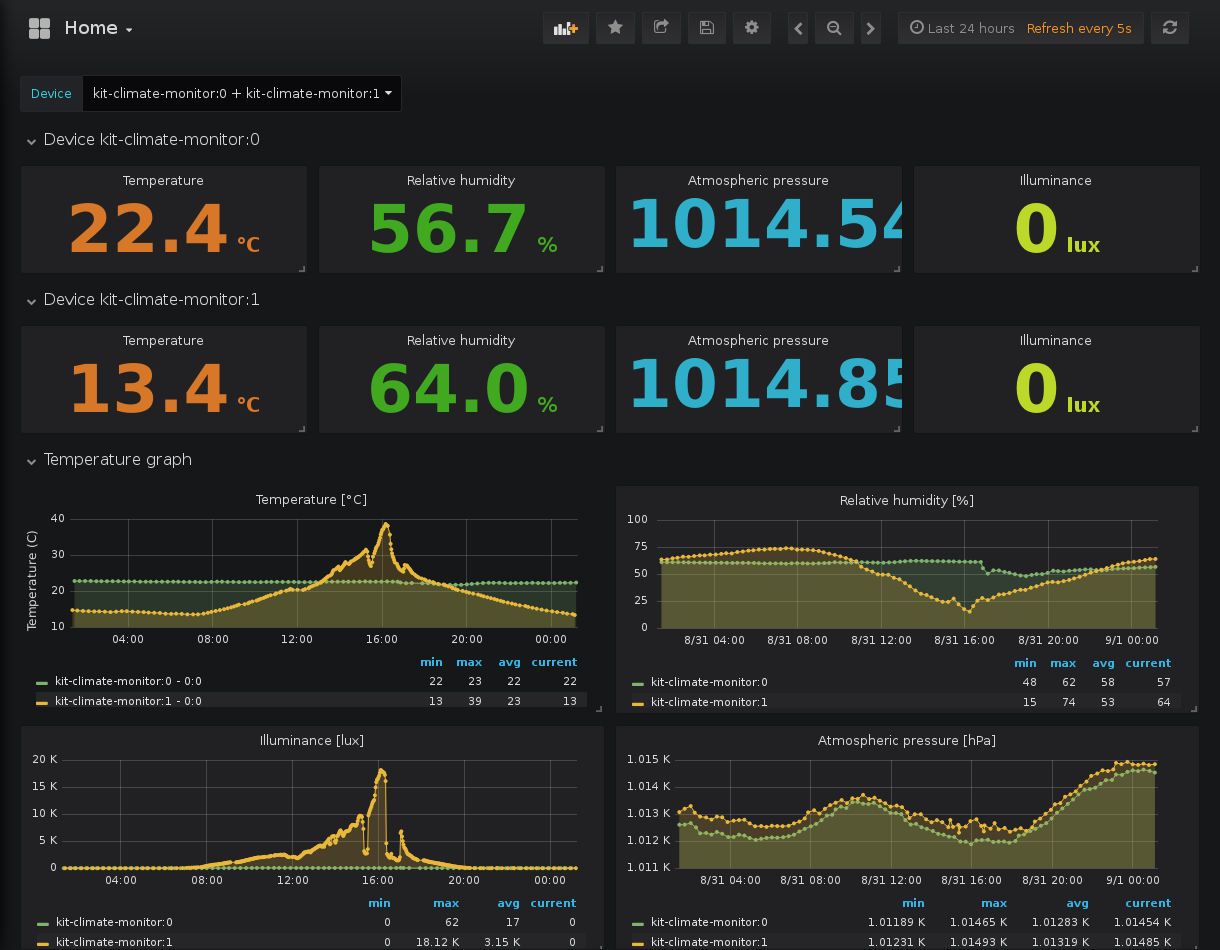 Home
Last 24 hours Refresh every 5s
Device kit-climate-monitor:0 + kit-climate-monitor:1
Device kit-climate-monitor:0
Temperature Relative humidity Atmospheric pressure Illuminance
22.4 °C 56.7 % 1014.54 0 lux
Device kit-climate-monitor:1
Temperature Relative humidity Atmospheric pressure Illuminance
13.4 °C 64.0 % 1014.85 0 lux
Temperature graph
Temperature [°C]
Temperature (C)
40
30
20
10
04:00 08:00 12:00 16:00 20:00 00:00
min max avg current
kit-climate-monitor:0 - 0:0 22 23 22 22
kit-climate-monitor:1 - 0:0 13 39 23 13
Relative humidity [%]
100
75
50
25
0
8/31 04:00 8/31 08:00 8/31 12:00 8/31 16:00 8/31 20:00 9/1 00:00
min max avg current
kit-climate-monitor:0 48 62 58 57
kit-climate-monitor:1 15 74 53 64
Illuminance [lux]
20 K
15 K
10 K
5 K
0
04:00 08:00 12:00 16:00 20:00 00:00
min max avg current
kit-climate-monitor:0 0 62 17 0
kit-climate-monitor:1 0 18.12 K 3.15 K 0
Atmospheric pressure [hPa]
1.015 K
1.014 K
1.013 K
1.012 K
1.011 K
8/31 04:00 8/31 08:00 8/31 12:00 8/31 16:00 8/31 20:00 9/1 00:00
min max avg current
kit-climate-monitor:0 1.01189 K 1.01465 K 1.01283 K 1.01454 K
kit-climate-monitor:1 1.01231 K 1.01493 K 1.01319 K 1.01485 K